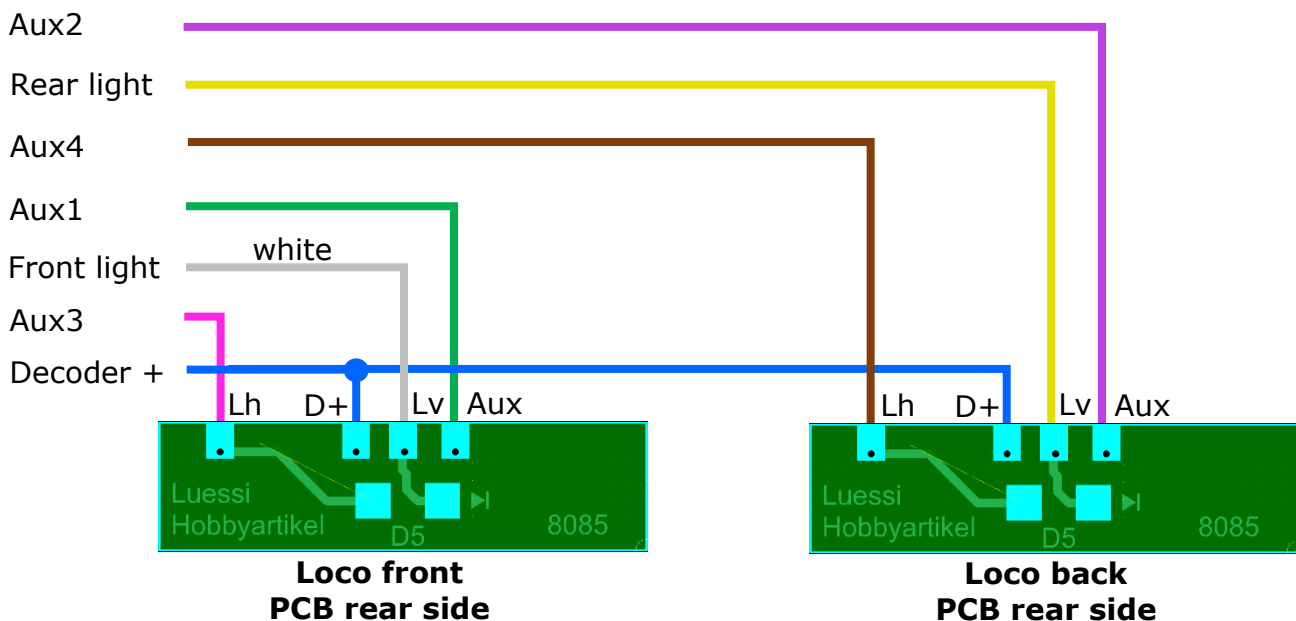 Aux2
Rear light
Aux4
Aux1
white
Front light
Aux3
Decoder +
Lh D+ Lv Aux
Lh D+ Lv Aux
Luessi
Hobbyartikel
D5
8085
Luessi
Hobbyartikel
D5
8085
Loco front
PCB rear side
Loco back
PCB rear side